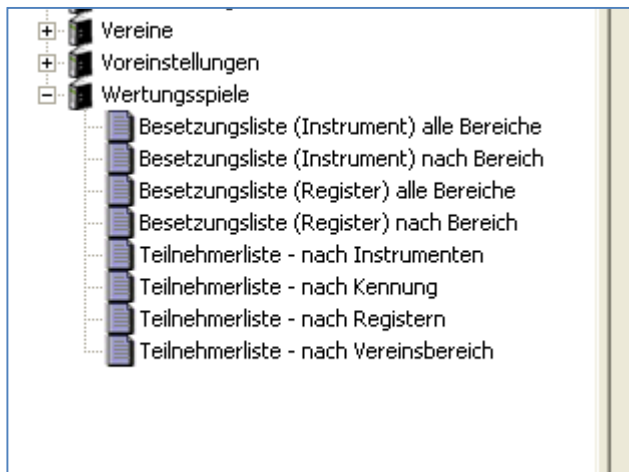 Vereine
Voreinstellungen
Wertungsspiele
Besetzungsliste (Instrument) alle Bereiche
Besetzungsliste (Instrument) nach Bereich
Besetzungsliste (Register) alle Bereiche
Besetzungsliste (Register) nach Bereich
Teilnehmerliste - nach Instrumenten
Teilnehmerliste - nach Kennung
Teilnehmerliste - nach Registern
Teilnehmerliste - nach Vereinsbereich